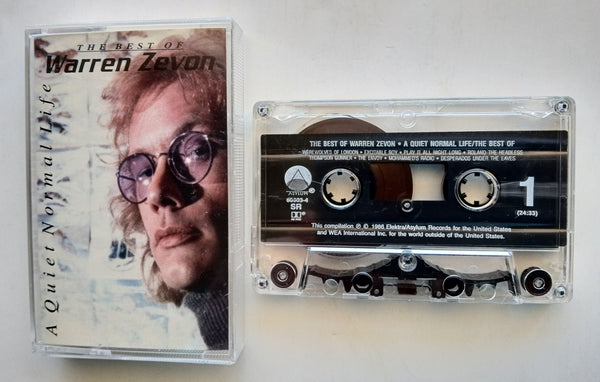 THE BEST OF
Warren Zevon
A Quiet Normal Life
THE BEST OF WARREN ZEVON • A QUIET NORMAL LIFE/THE BEST OF
WEREWOLVES OF LONDON • EXCITABLE BOY • PLAY IT ALL NIGHT LONG • ROLAND THE HEADLESS
THOMPSON GUNNER • THE ENVOY • MOHAMMED'S RADIO • DESPERADOS UNDER THE EAVES
ASYLUM ®
60503-4
SR
1
(24:33)
This compilation ℗ © 1986 Elektra/Asylum Records for the United States
and WEA International Inc. for the world outside of the United States.